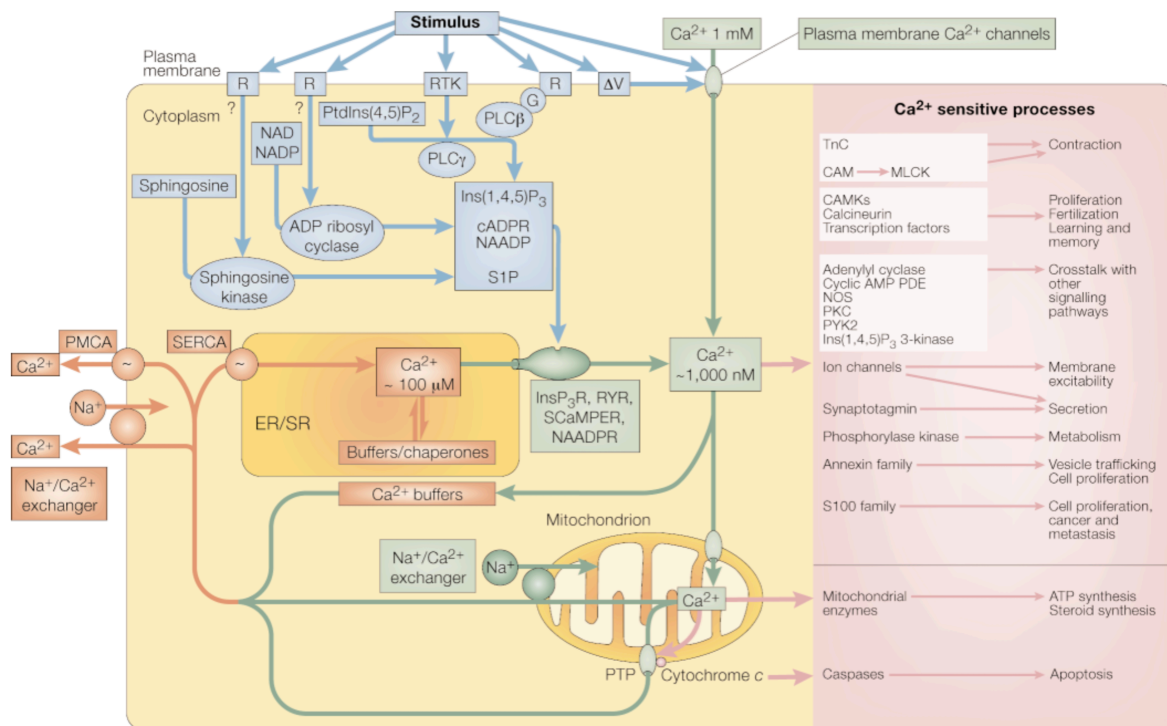 Stimulus
Ca²⁺ 1 mM
Plasma membrane Ca²⁺ channels
Plasma
membrane
R
R
RTK
R
ΔV
?
?
G
Cytoplasm
PtdIns(4,5)P₂
PLCβ
NAD
NADP
PLCγ
Sphingosine
Ins(1,4,5)P₃
cADPR
NAADP
S1P
ADP ribosyl
cyclase
Sphingosine
kinase
PMCA
SERCA
Ca²⁺
~
~
Ca²⁺
~ 100 µM
Ca²⁺
~1,000 nM
Na⁺
InsP₃R, RYR,
SCaMPER,
NAADPR
ER/SR
Ca²⁺
Buffers/chaperones
Na⁺/Ca²⁺
exchanger
Ca²⁺ buffers
Mitochondrion
Na⁺/Ca²⁺
exchanger
Na⁺
Ca²⁺
PTP
Cytochrome c
Ca²⁺ sensitive processes
TnC
Contraction
CAM
MLCK
CAMKs
Calcineurin
Transcription factors
Proliferation
Fertilization
Learning and
memory
Adenylyl cyclase
Cyclic AMP PDE
NOS
PKC
PYK2
Ins(1,4,5)P₃ 3-kinase
Crosstalk with
other
signalling
pathways
Ion channels
Membrane
excitability
Synaptotagmin
Secretion
Phosphorylase kinase
Metabolism
Annexin family
Vesicle trafficking
Cell proliferation
S100 family
Cell proliferation,
cancer and
metastasis
Mitochondrial
enzymes
ATP synthesis
Steroid synthesis
Caspases
Apoptosis